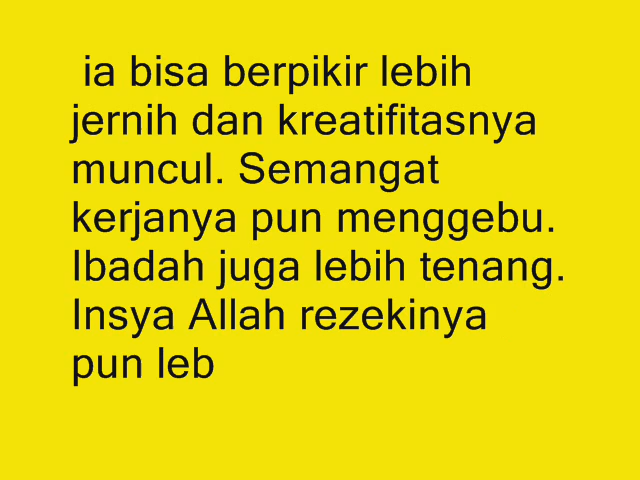 ia bisa berpikir lebih
jernih dan kreatifitasnya
muncul. Semangat
kerjanya pun menggebu.
Ibadah juga lebih tenang.
Insya Allah rezekinya
pun leb